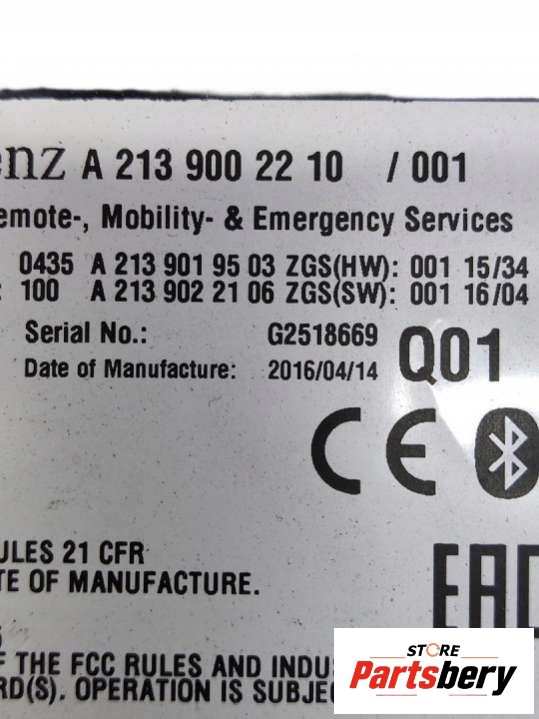 enz A 213 900 22 10 / 001
emote-, Mobility- & Emergency Services
0435 A 213 901 95 03 ZGS(HW): 001 15/34
: 100 A 213 902 21 06 ZGS(SW): 001 16/04
Serial No.: G2518669
Date of Manufacture: 2016/04/14 Q01
CE
ULES 21 CFR
TE OF MANUFACTURE.
EAC
F THE FCC RULES AND INDUS
RD(S). OPERATION IS SUBJE
STORE
Partsbery